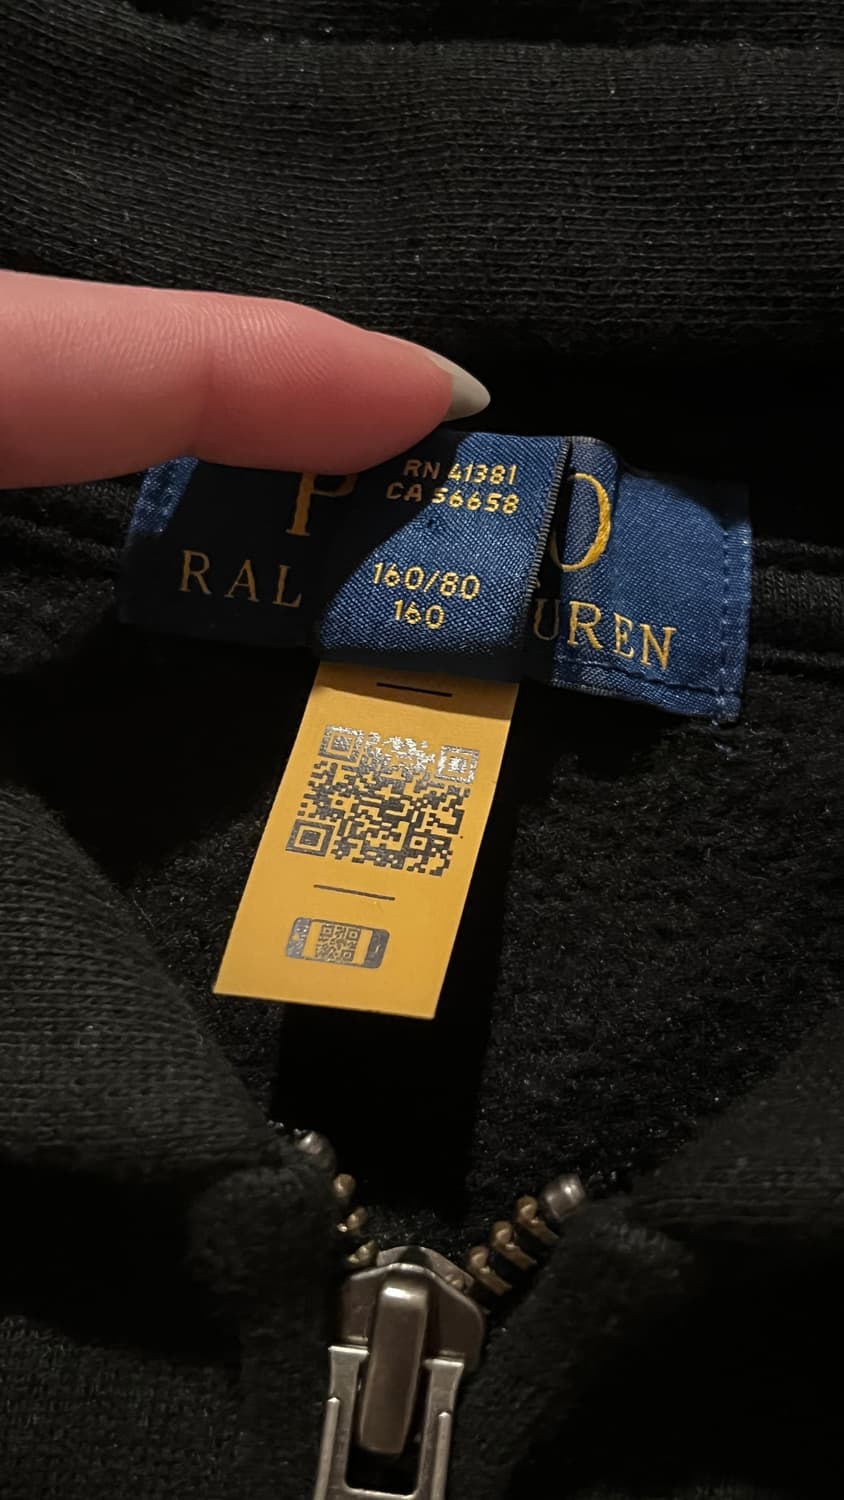 P O
RAL UREN
RN 41381
CA 56658
160/80
160